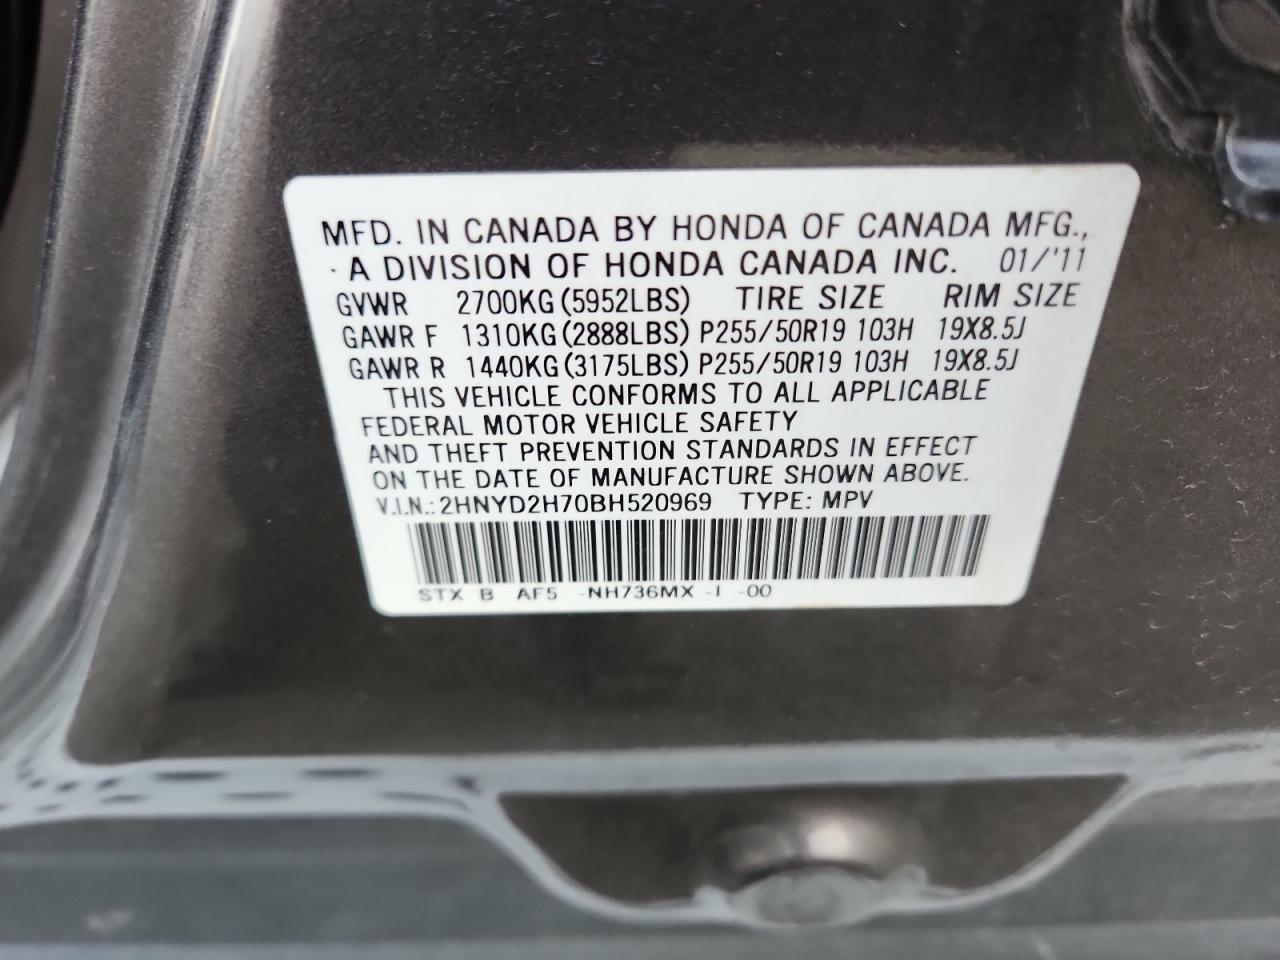 MFD. IN CANADA BY HONDA OF CANADA MFG.,
A DIVISION OF HONDA CANADA INC. 01/'11
GVWR 2700KG(5952LBS) TIRE SIZE RIM SIZE
GAWR F 1310KG(2888LBS) P255/50R19 103H 19X8.5J
GAWR R 1440KG(3175LBS) P255/50R19 103H 19X8.5J
THIS VEHICLE CONFORMS TO ALL APPLICABLE
FEDERAL MOTOR VEHICLE SAFETY
AND THEFT PREVENTION STANDARDS IN EFFECT
ON THE DATE OF MANUFACTURE SHOWN ABOVE.
V.I.N.: 2HNYD2H70BH520969 TYPE: MPV
STX B AF5 -NH736MX -I -00